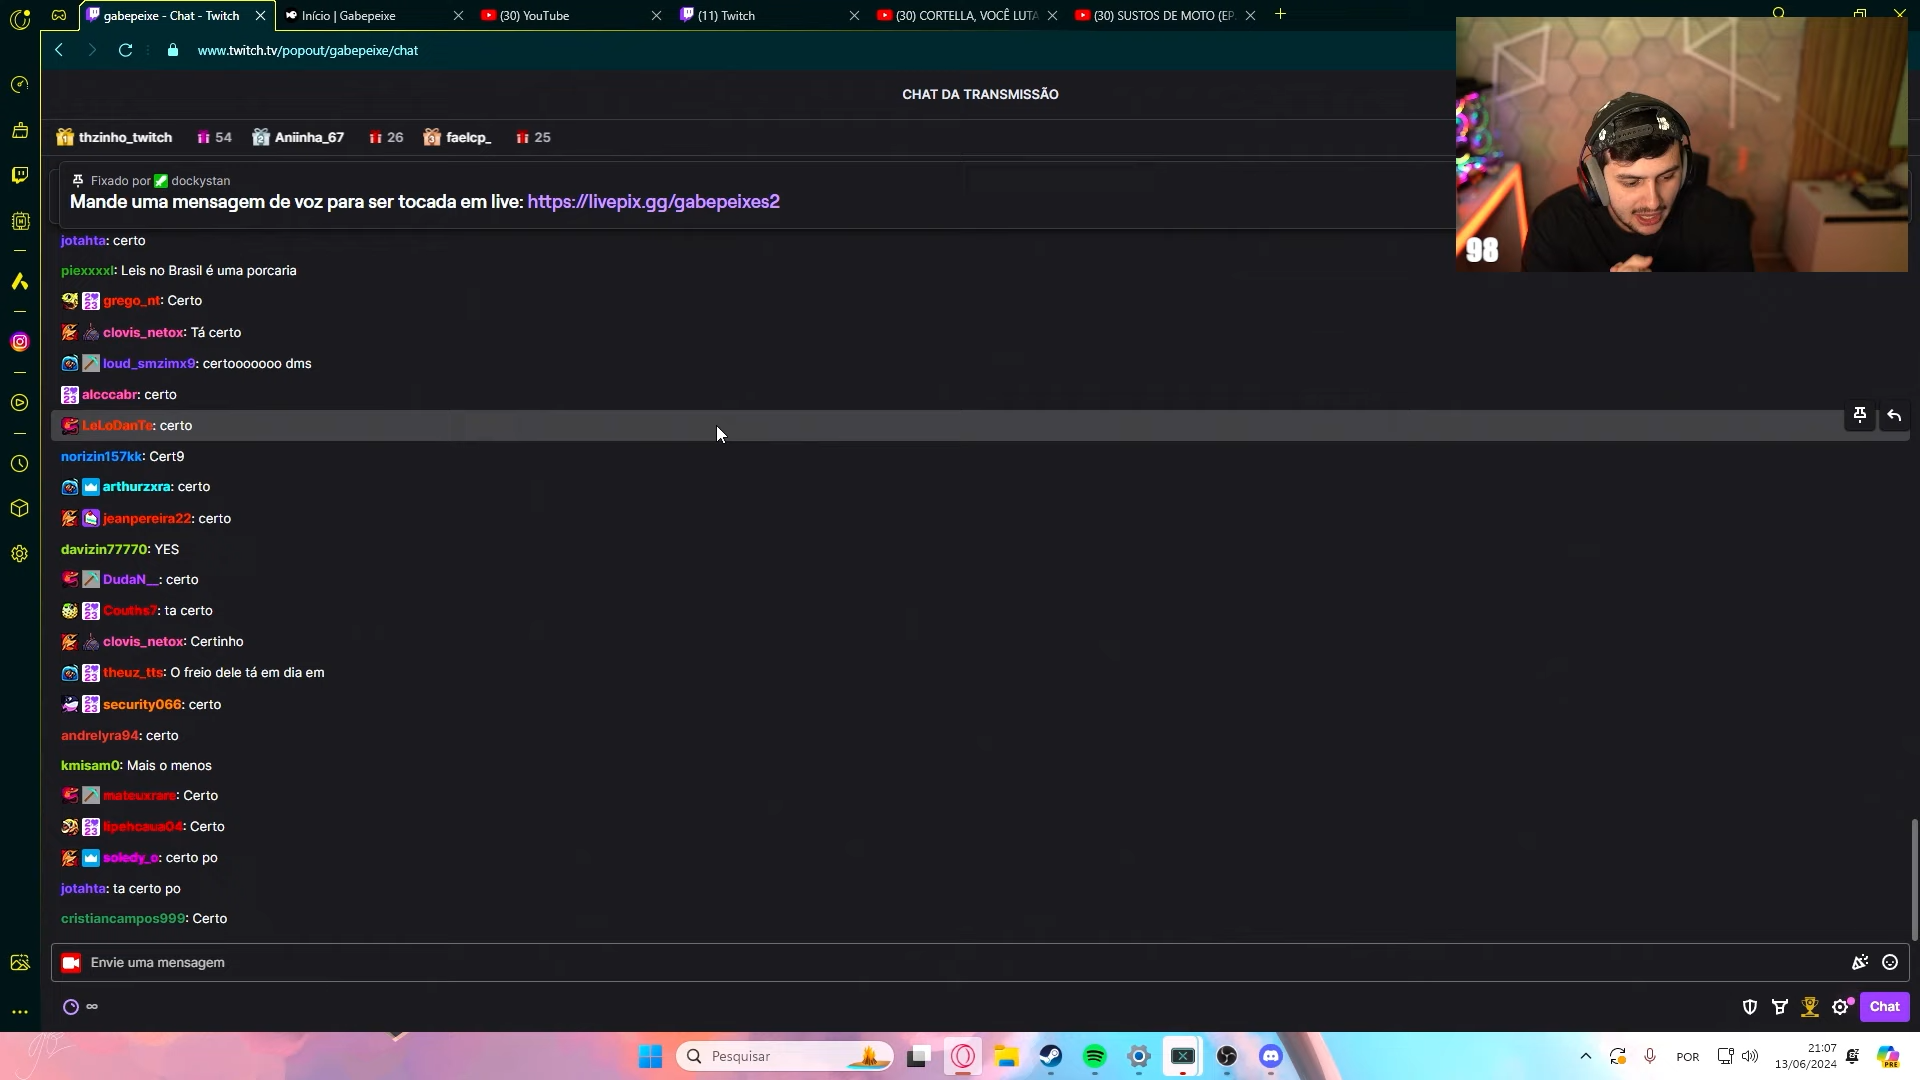 gabepeixe - Chat - Twitch
Início | Gabepeixe
(30) YouTube
(11) Twitch
(30) CORTELLA, VOCÊ LUTA
(30) SUSTOS DE MOTO (EP.
www.twitch.tv/popout/gabepeixe/chat
CHAT DA TRANSMISSÃO
thzinho_twitch 54 Aniinha_67 26 faelcp_ 25
Fixado por dockystan
Mande uma mensagem de voz para ser tocada em live: https://livepix.gg/gabepeixes2
98
jotahta: certo
piexxxxl: Leis no Brasil é uma porcaria
grego_nt: Certo
clovis_netox: Tá certo
loud_smzimx9: certooooooo dms
alcccabr: certo
LoLoDanTe: certo
norizin157kk: Cert9
arthurzxra: certo
jeanpereira22: certo
davizin77770: YES
DudaN__: certo
Couths7: ta certo
clovis_netox: Certinho
theuz_tts: O freio dele tá em dia em
security066: certo
andrelyra94: certo
kmisam0: Mais o menos
mateuxrare: Certo
lipehcaua04: Certo
soledy_o: certo po
jotahta: ta certo po
cristiancampos999: Certo
Envie uma mensagem
Chat
Pesquisar
POR
21:07
13/06/2024